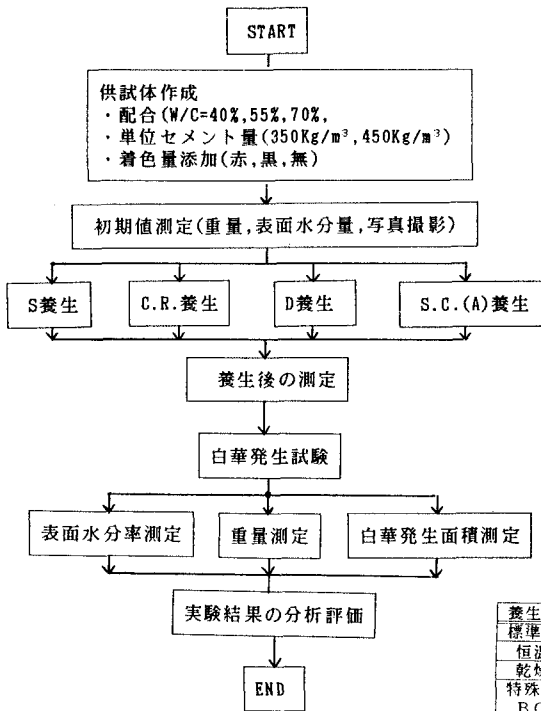 START
供試体作成
・配合(W/C=40%,55%,70%,
・単位セメント量(350Kg/m³,450Kg/m³)
・着色量添加(赤,黒,無)
初期値測定(重量,表面水分量,写真撮影)
S養生 C.R.養生 D養生 S.C.(A)養生
養生後の測定
白華発生試験
表面水分率測定 重量測定 白華発生面積測定
実験結果の分析評価
END
養生
標準
恒温
特殊